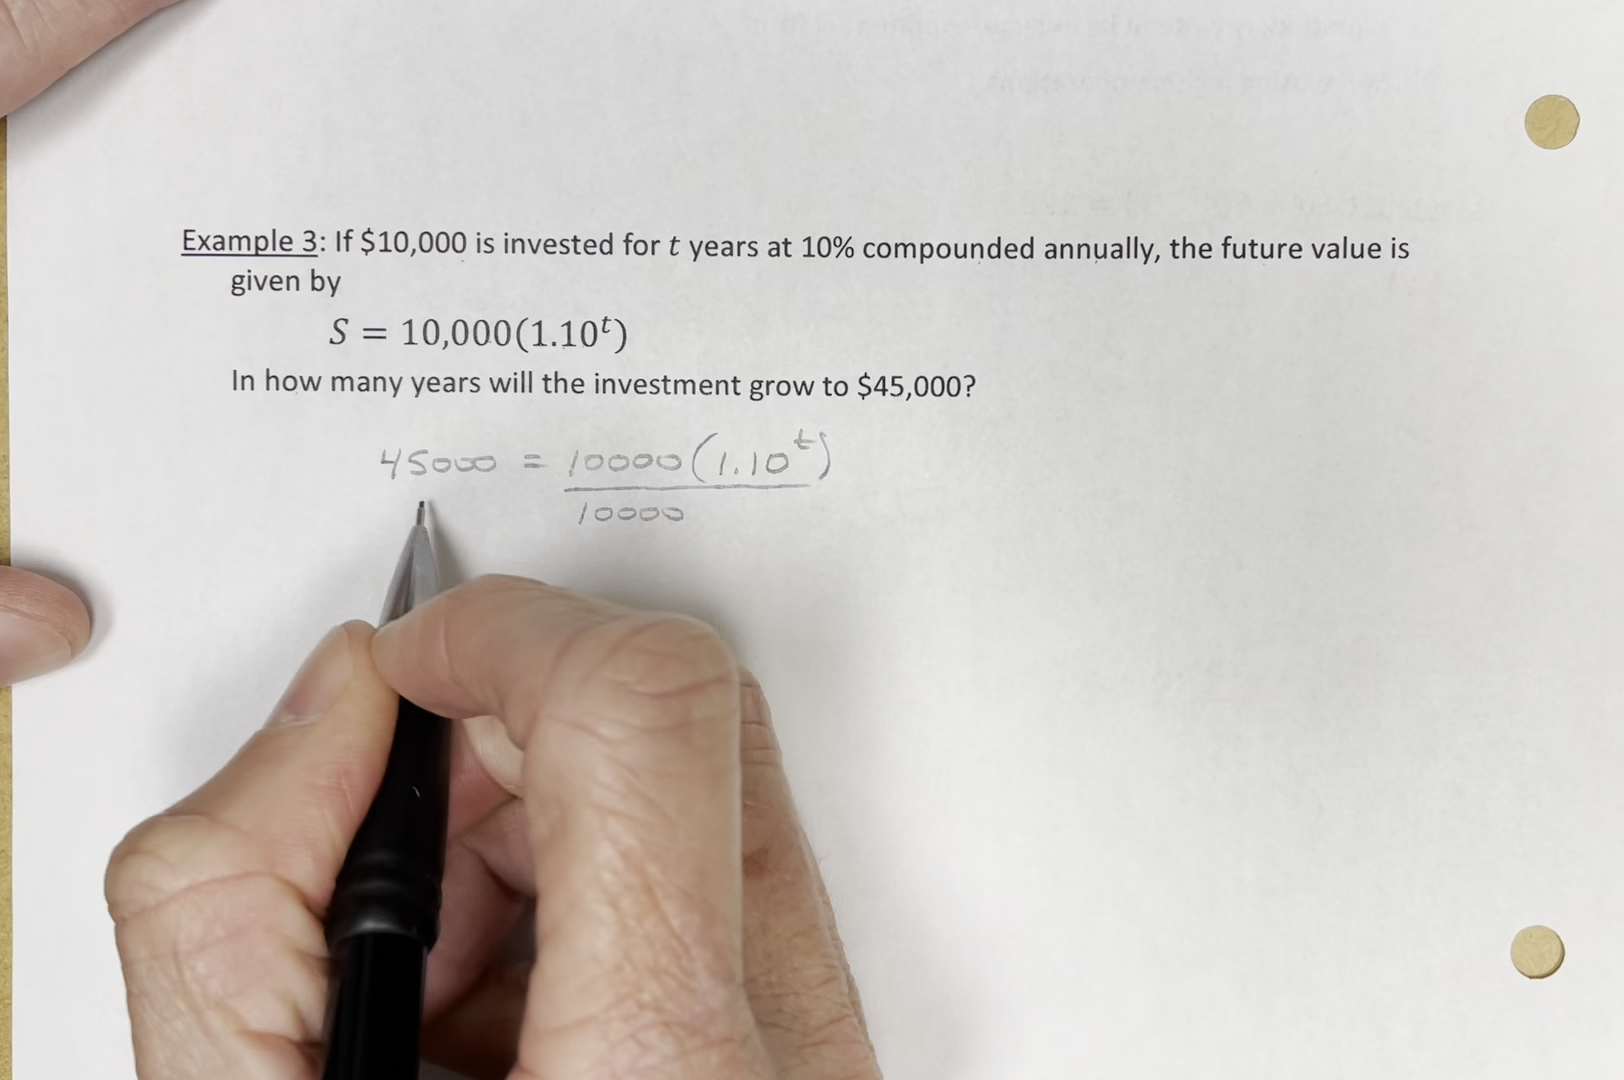 Example 3: If $10,000 is invested for t years at 10% compounded annually, the future value is
given by
S = 10,000(1.10^t)
In how many years will the investment grow to $45,000?
45000 = 10000(1.10^t)
10000